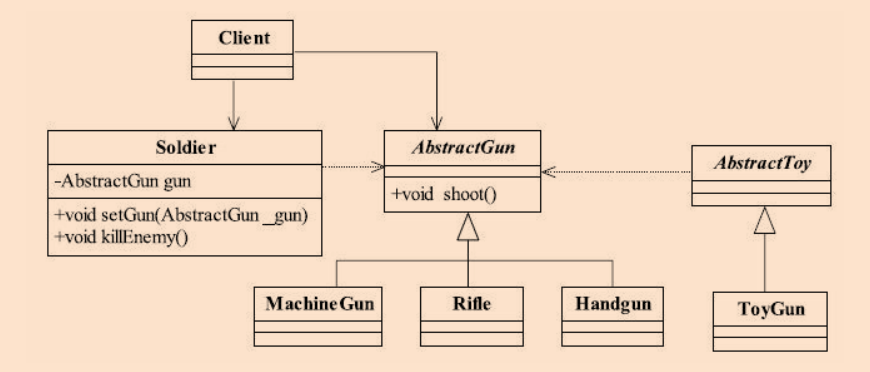 Client
Soldier
-AbstractGun gun
+void setGun(AbstractGun _gun)
+void killEnemy()
AbstractGun
+void shoot()
AbstractToy
MachineGun
Rifle
Handgun
ToyGun